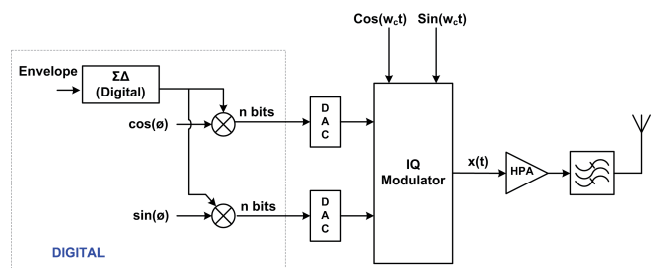 Cos(wct) Sin(wct)
Envelope
ΣΔ
(Digital)
n bits
cos(ø)
D
A
C
IQ
Modulator
x(t)
HPA
n bits
sin(ø)
D
A
C
DIGITAL